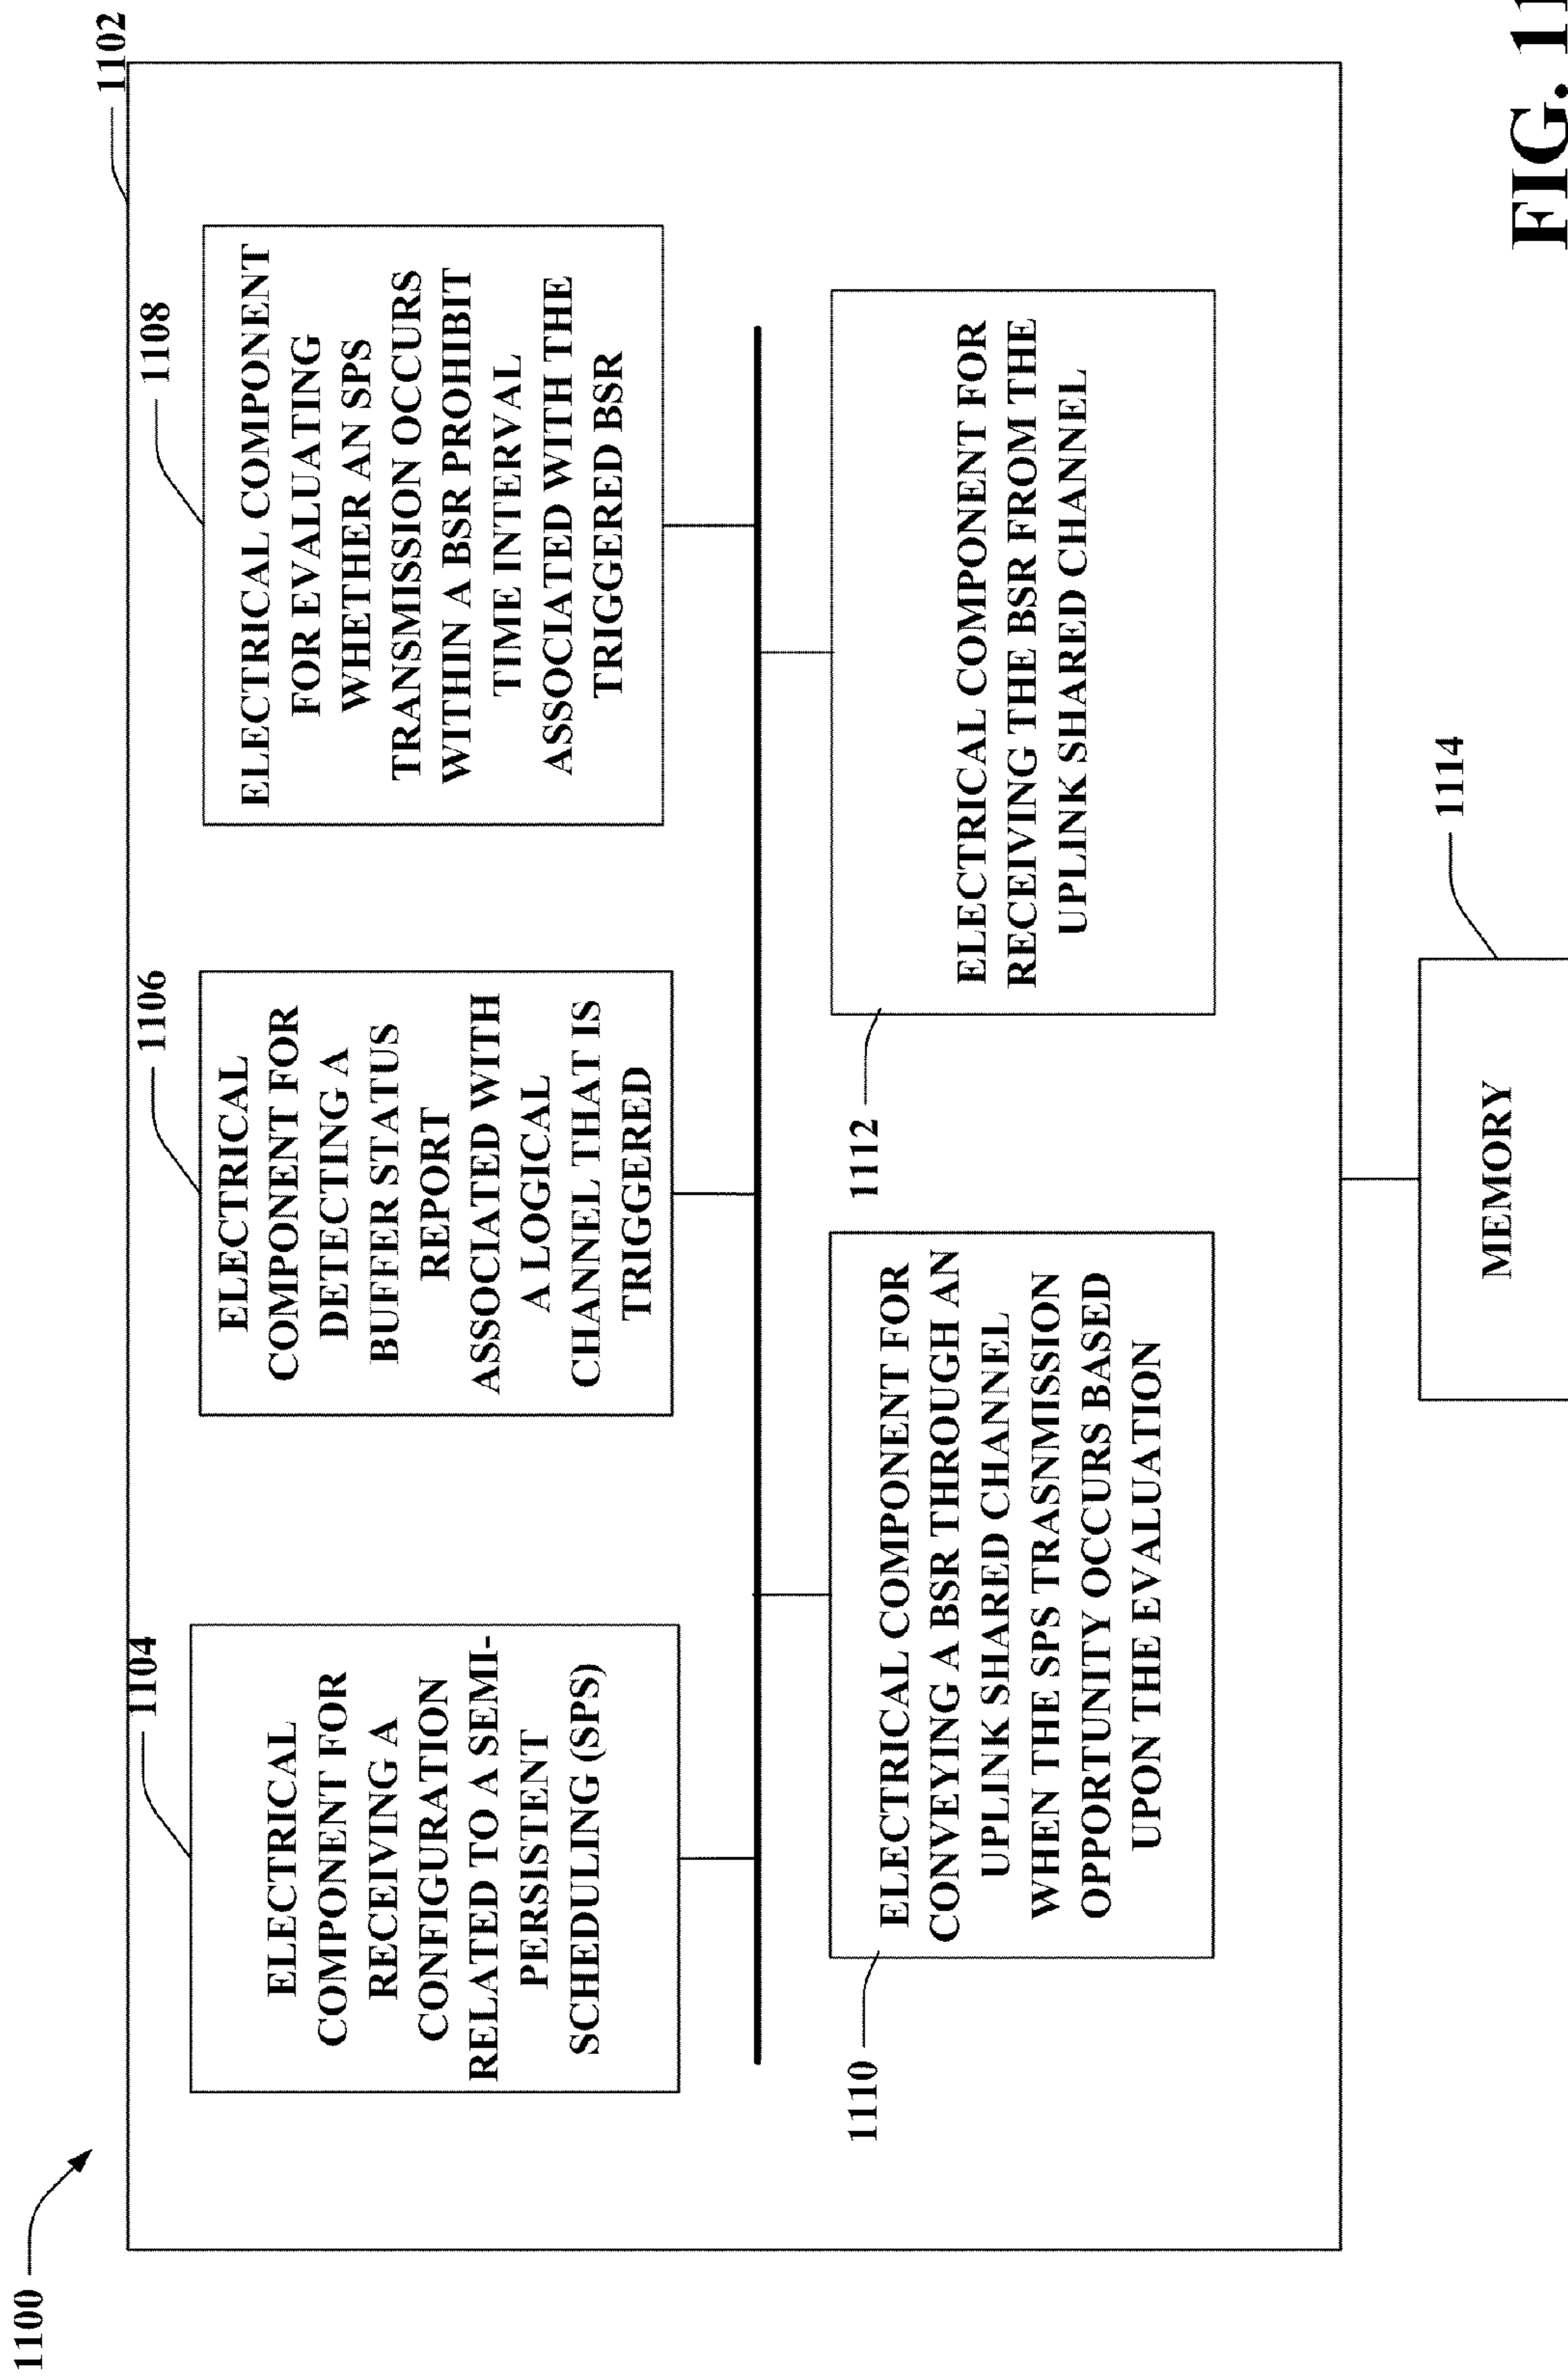 1100
1102
1104
ELECTRICAL
COMPONENT FOR
RECEIVING A
CONFIGURATION
RELATED TO A SEMI-
PERSISTENT
SCHEDULING (SPS)
1106
ELECTRICAL
COMPONENT FOR
DETECTING A
BUFFER STATUS
REPORT
ASSOCIATED WITH
A LOGICAL
CHANNEL THAT IS
TRIGGERED
1108
ELECTRICAL COMPONENT
FOR EVALUATING
WHETHER AN SPS
TRANSMISSION OCCURS
WITHIN A BSR PROHIBIT
TIME INTERVAL
ASSOCIATED WITH THE
TRIGGERED BSR
1110
ELECTRICAL COMPONENT FOR
CONVEYING A BSR THROUGH AN
UPLINK SHARED CHANNEL
WHEN THE SPS TRASNMISSION
OPPORTUNITY OCCURS BASED
UPON THE EVALUATION
1112
ELECTRICAL COMPONENT FOR
RECEIVING THE BSR FROM THE
UPLINK SHARED CHANNEL
1114
MEMORY
FIG. 11